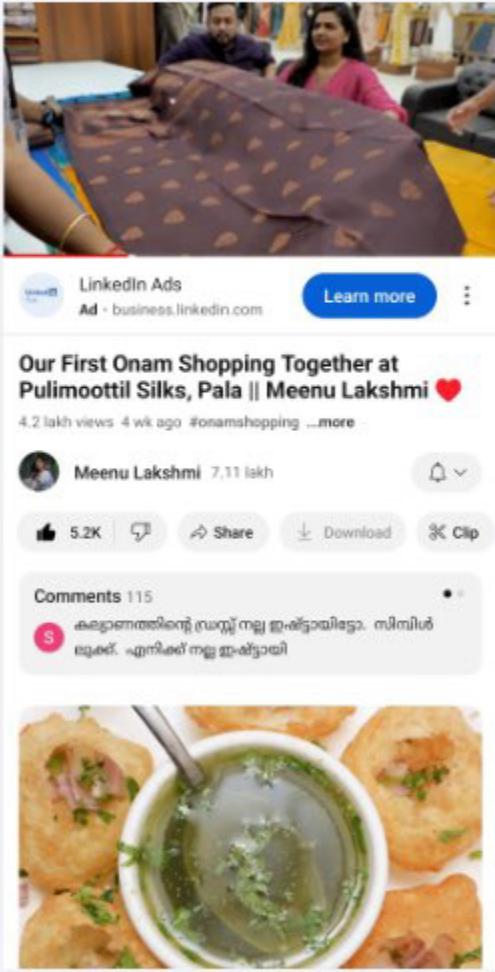 LinkedIn Ads
Ad · business.linkedin.com
Learn more
Our First Onam Shopping Together at
Pulimoottil Silks, Pala || Meenu Lakshmi ❤️
4.2 lakh views 4 wk ago #onamshopping ...more
Meenu Lakshmi 7.11 lakh
5.2K
Share
Download
Clip
Comments 115
S
കല്യാണത്തിന്റെ ഡ്രസ്സ് നല്ല ഇഷ്ട്ടായിട്ടോ. സിമ്പിൾ
ലുക്ക്. എനിക്ക് നല്ല ഇഷ്ട്ടായി